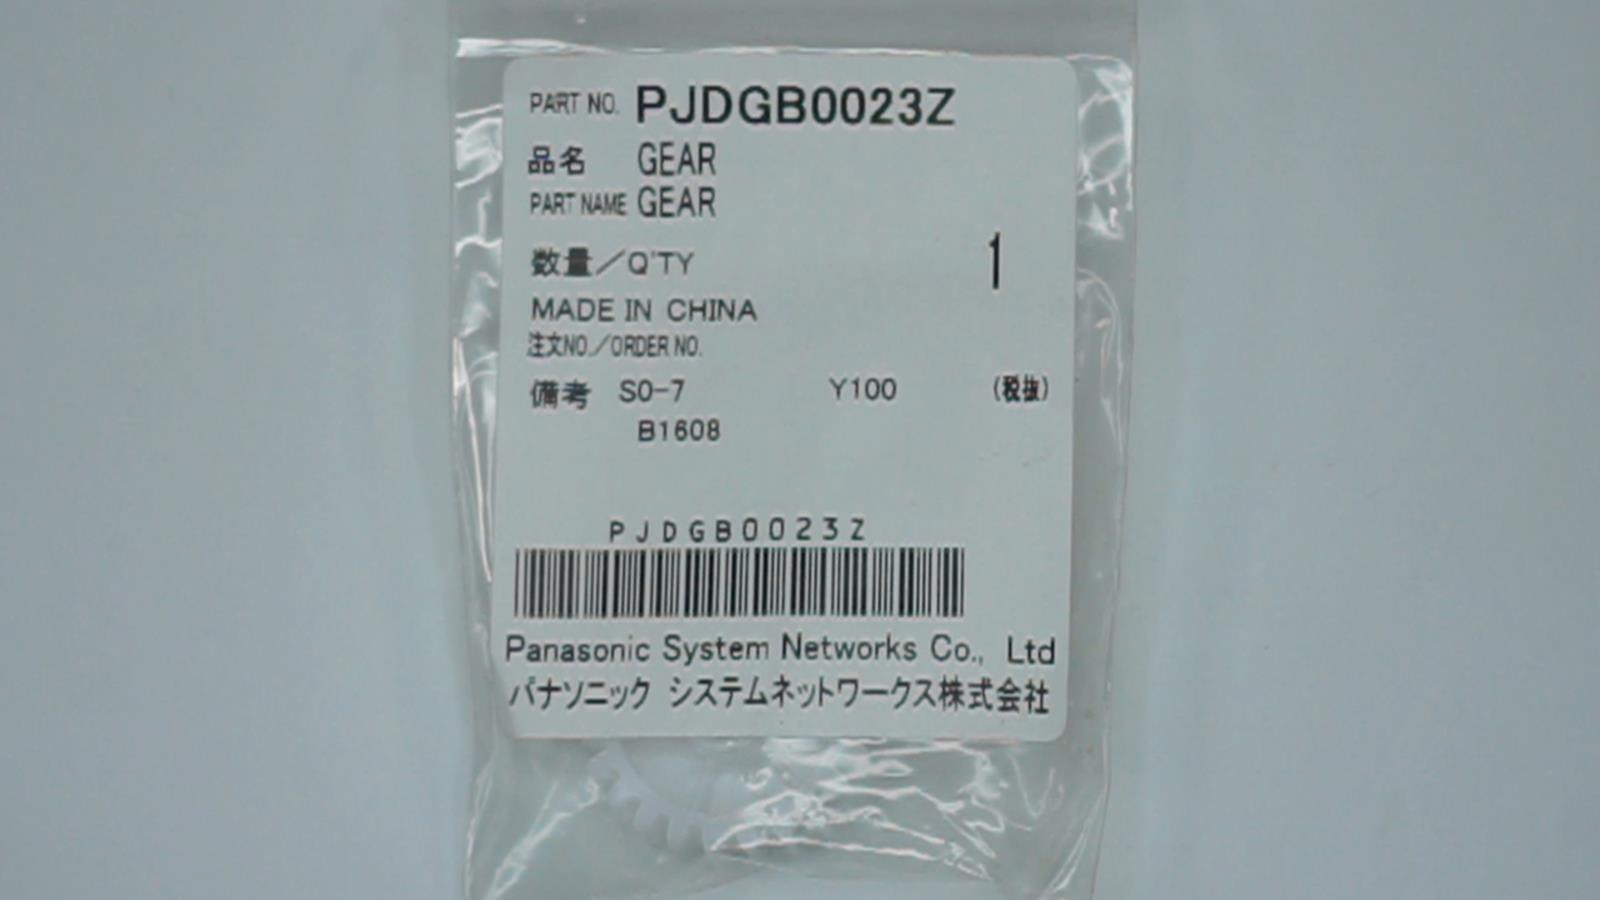 PART NO. PJDGB0023Z
品名 GEAR
PART NAME GEAR
数量／Q'TY 1
MADE IN CHINA
注文NO.／ORDER NO.
備考 S0-7 Y100 (税抜)
B1608
PJDGB0023Z
Panasonic System Networks Co., Ltd
パナソニック システムネットワークス株式会社